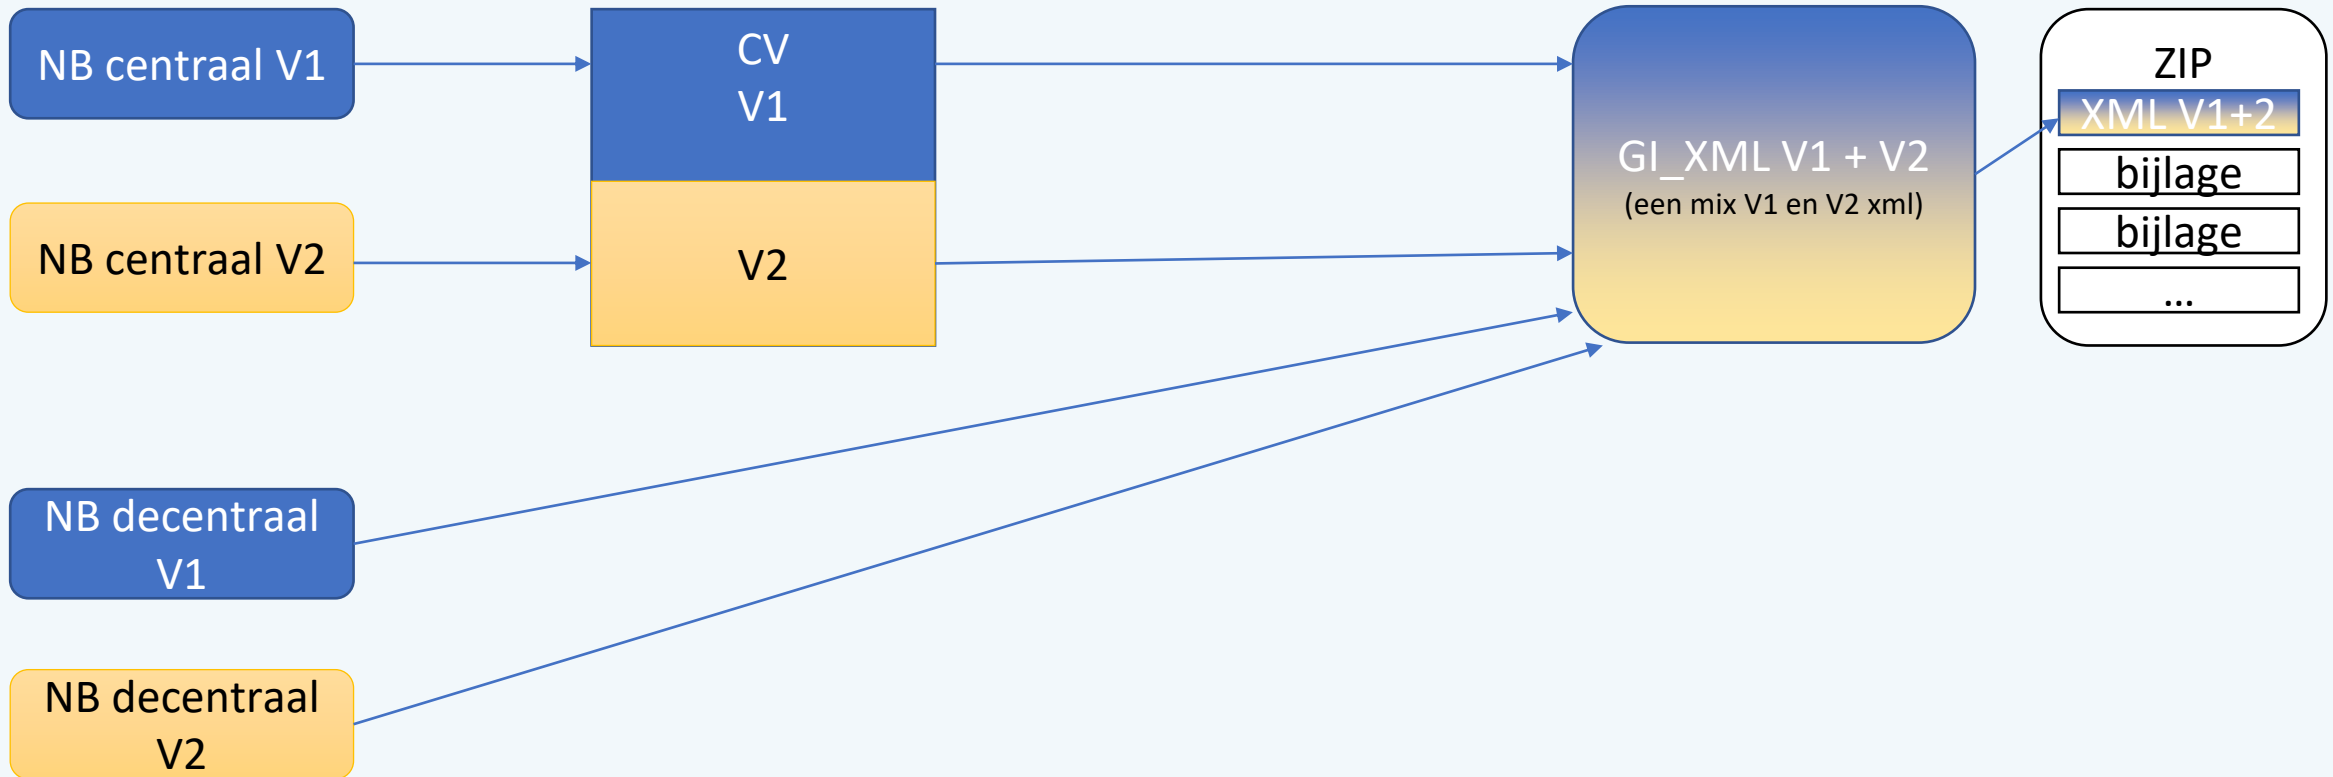 NB centraal V1
CV
V1
GI_XML V1 + V2
(een mix V1 en V2 xml)
ZIP
XML V1+2
bijlage
bijlage
...
NB centraal V2
V2
NB decentraal
V1
NB decentraal
V2